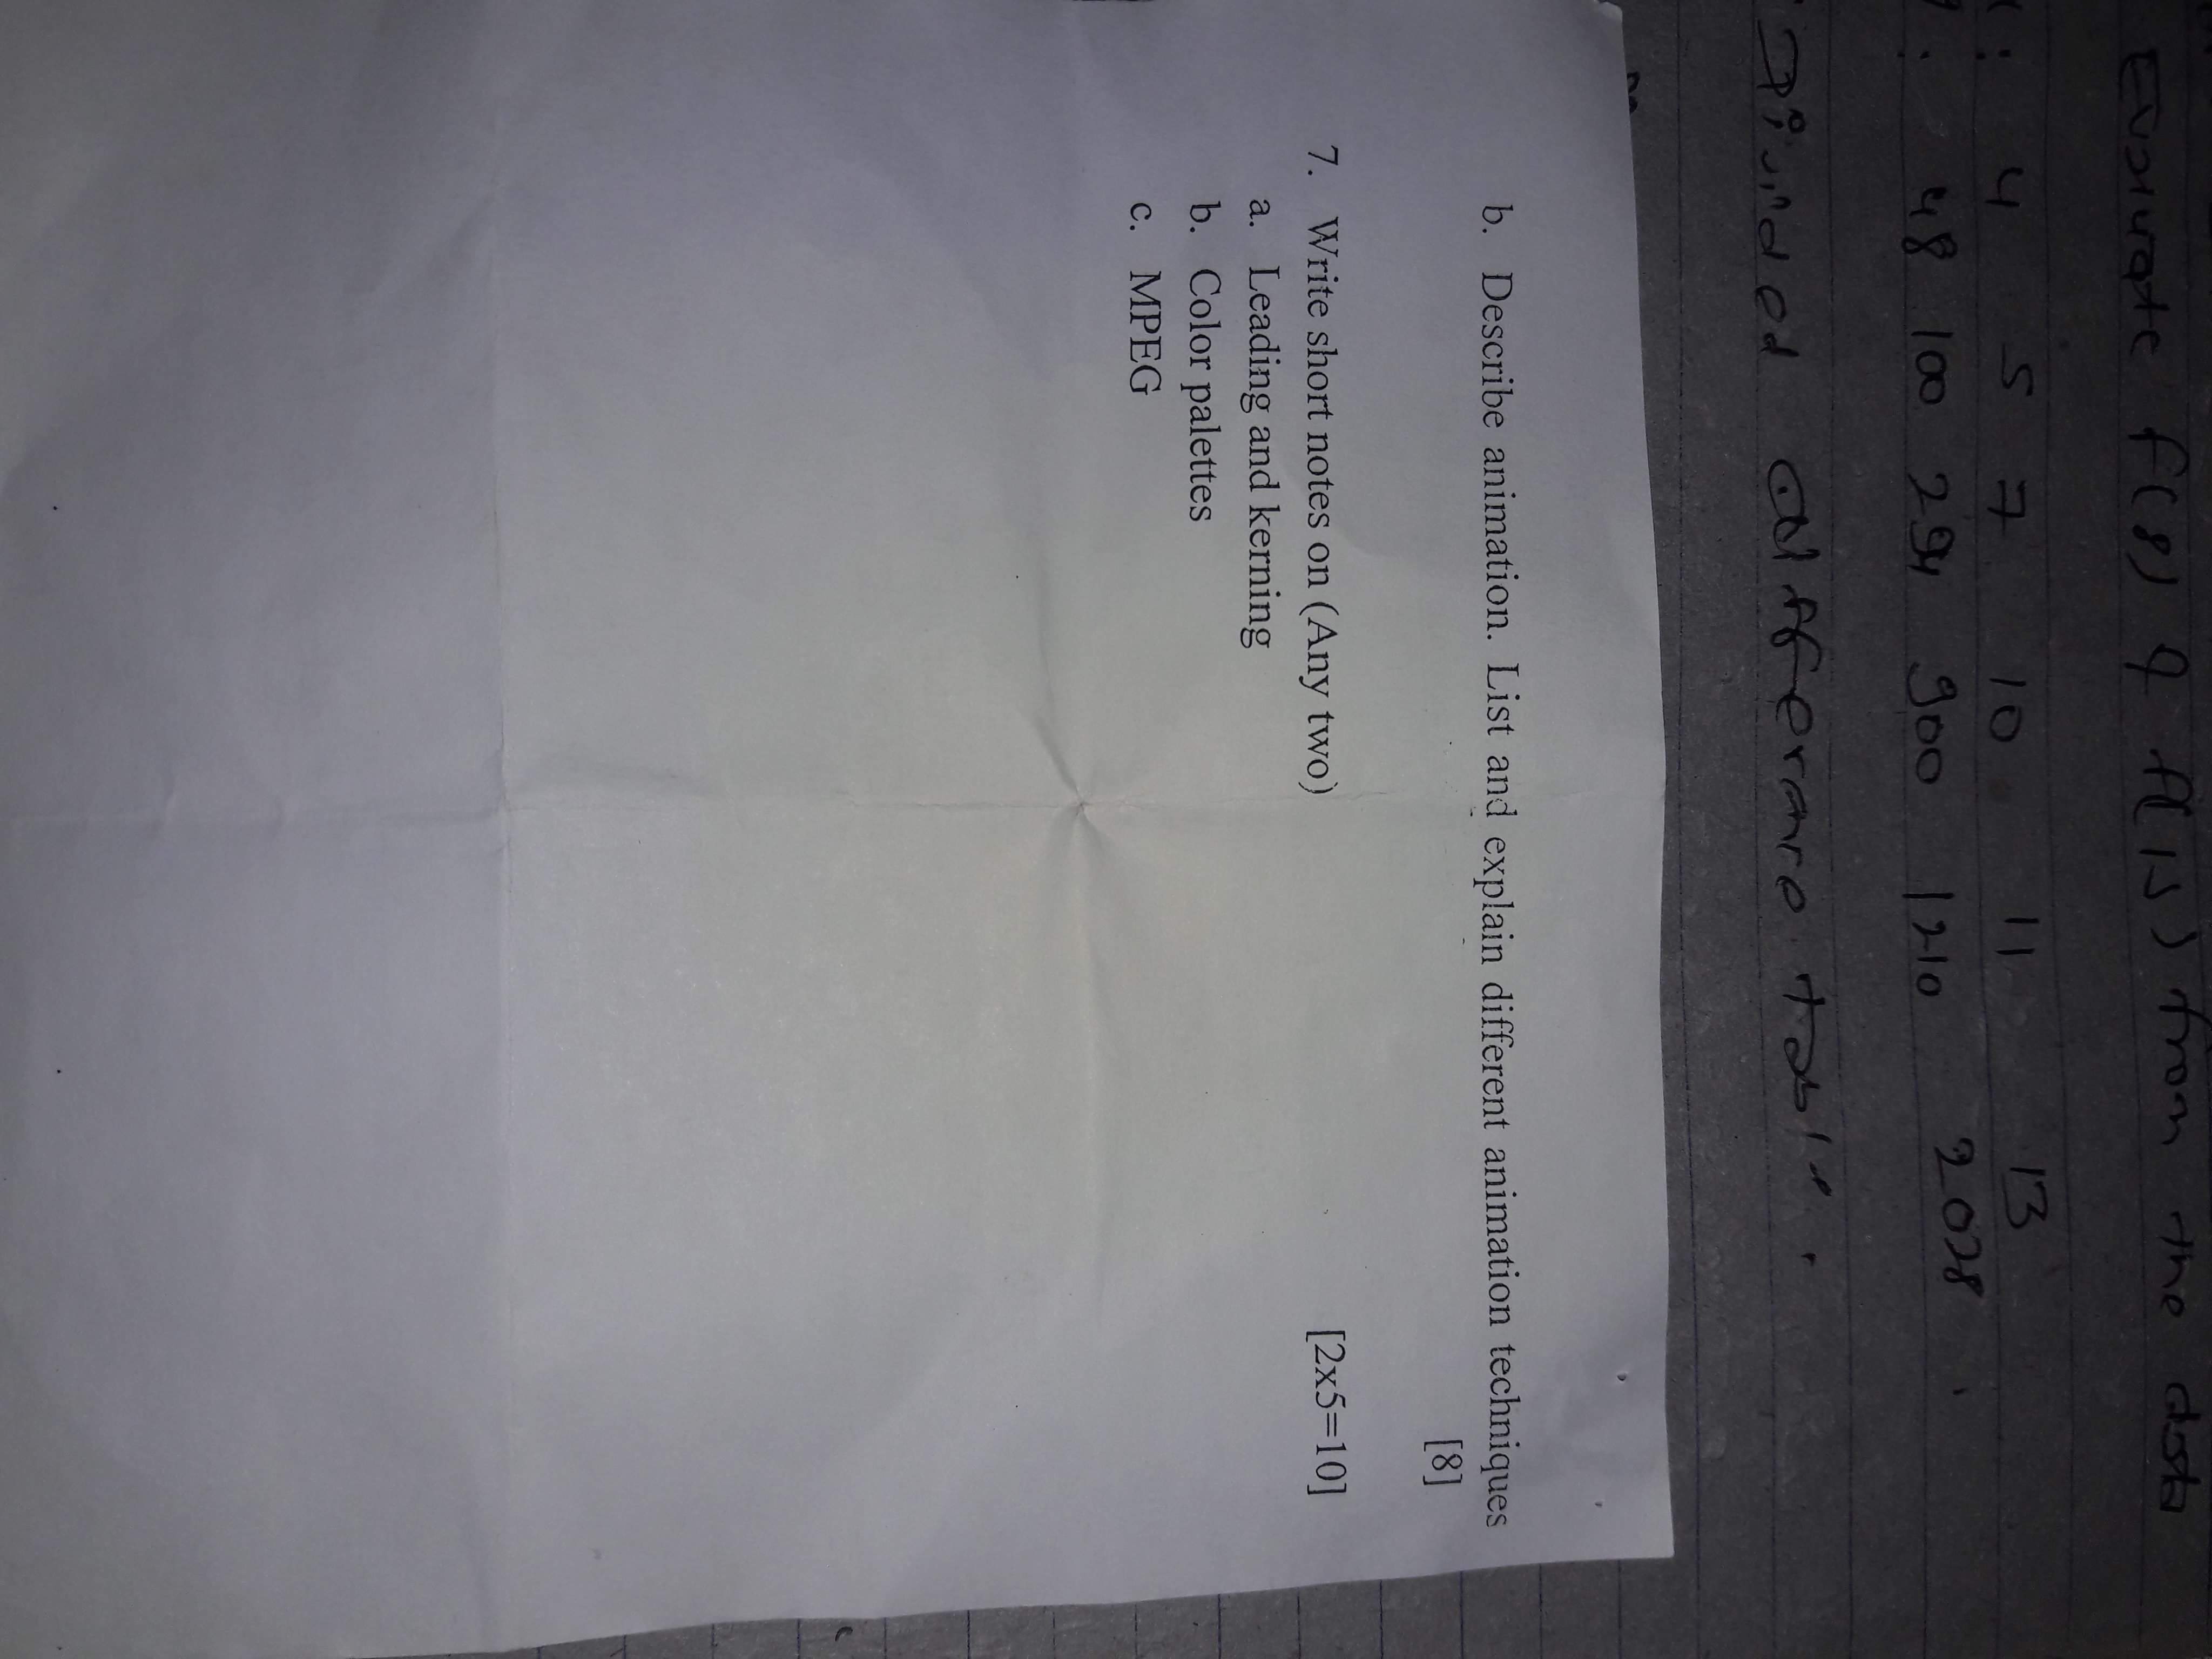 Evaluate f(8) & f(15) from the data
: 4 5 7 10 11 13
: 48 100 294 900 1210 2028
Divided difference table.
b. Describe animation. List and explain different animation techniques
[8]
7. Write short notes on (Any two) [2x5=10]
a. Leading and kerning
b. Color palettes
c. MPEG